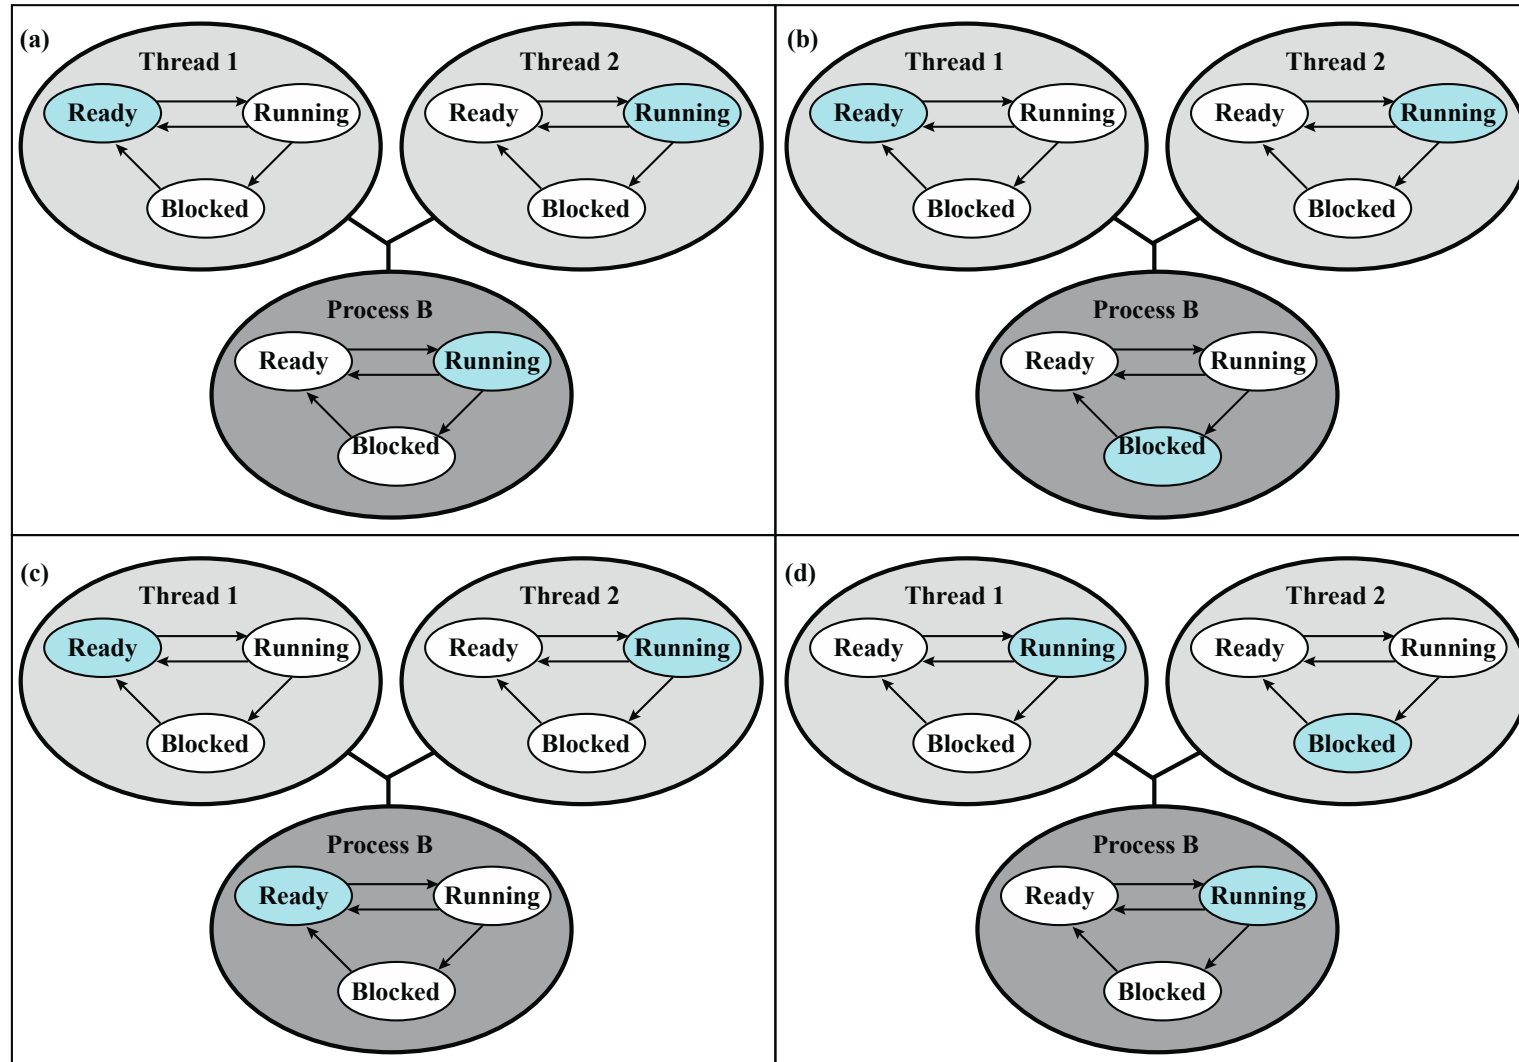 (a)
Thread 1
Ready
Running
Blocked
Thread 2
Ready
Running
Blocked
Process B
Ready
Running
Blocked
(b)
Thread 1
Ready
Running
Blocked
Thread 2
Ready
Running
Blocked
Process B
Ready
Running
Blocked
(c)
Thread 1
Ready
Running
Blocked
Thread 2
Ready
Running
Blocked
Process B
Ready
Running
Blocked
(d)
Thread 1
Ready
Running
Blocked
Thread 2
Ready
Running
Blocked
Process B
Ready
Running
Blocked